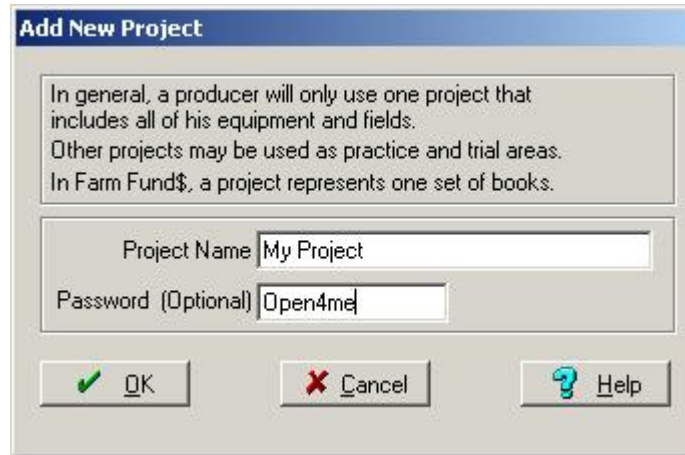 Add New Project
In general, a producer will only use one project that
includes all of his equipment and fields.
Other projects may be used as practice and trial areas.
In Farm Fund$, a project represents one set of books.
Project Name My Project
Password (Optional) Open4me
OK Cancel Help